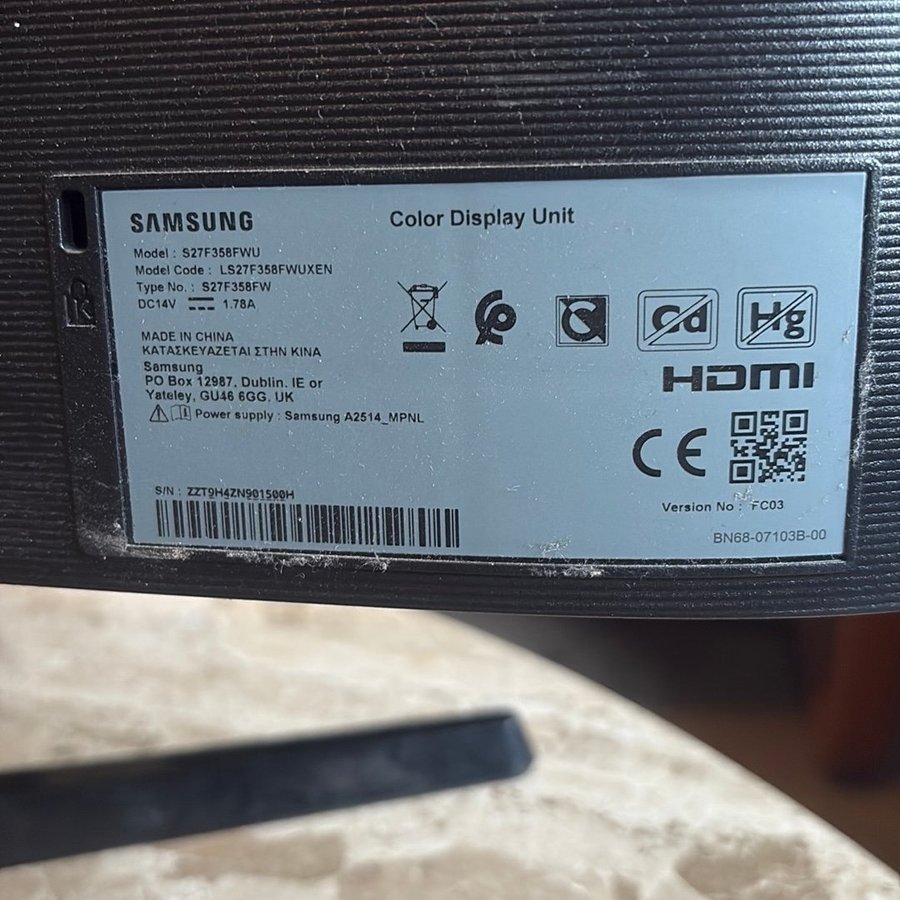 SAMSUNG
Color Display Unit
Model : S27F358FWU
Model Code : LS27F358FWUXEN
Type No. : S27F358FW
DC14V 1.78A
MADE IN CHINA
ΚΑΤΑΣΚΕΥΑΖΕΤΑΙ ΣΤΗΝ ΚΙΝΑ
Samsung
PO Box 12987, Dublin. IE or
Yateley, GU46 6GG, UK
Power supply : Samsung A2514_MPNL
Cd
Hg
HDMI
CE
S/N : ZZT9H4ZN901500H
Version No : FC03
BN68-07103B-00